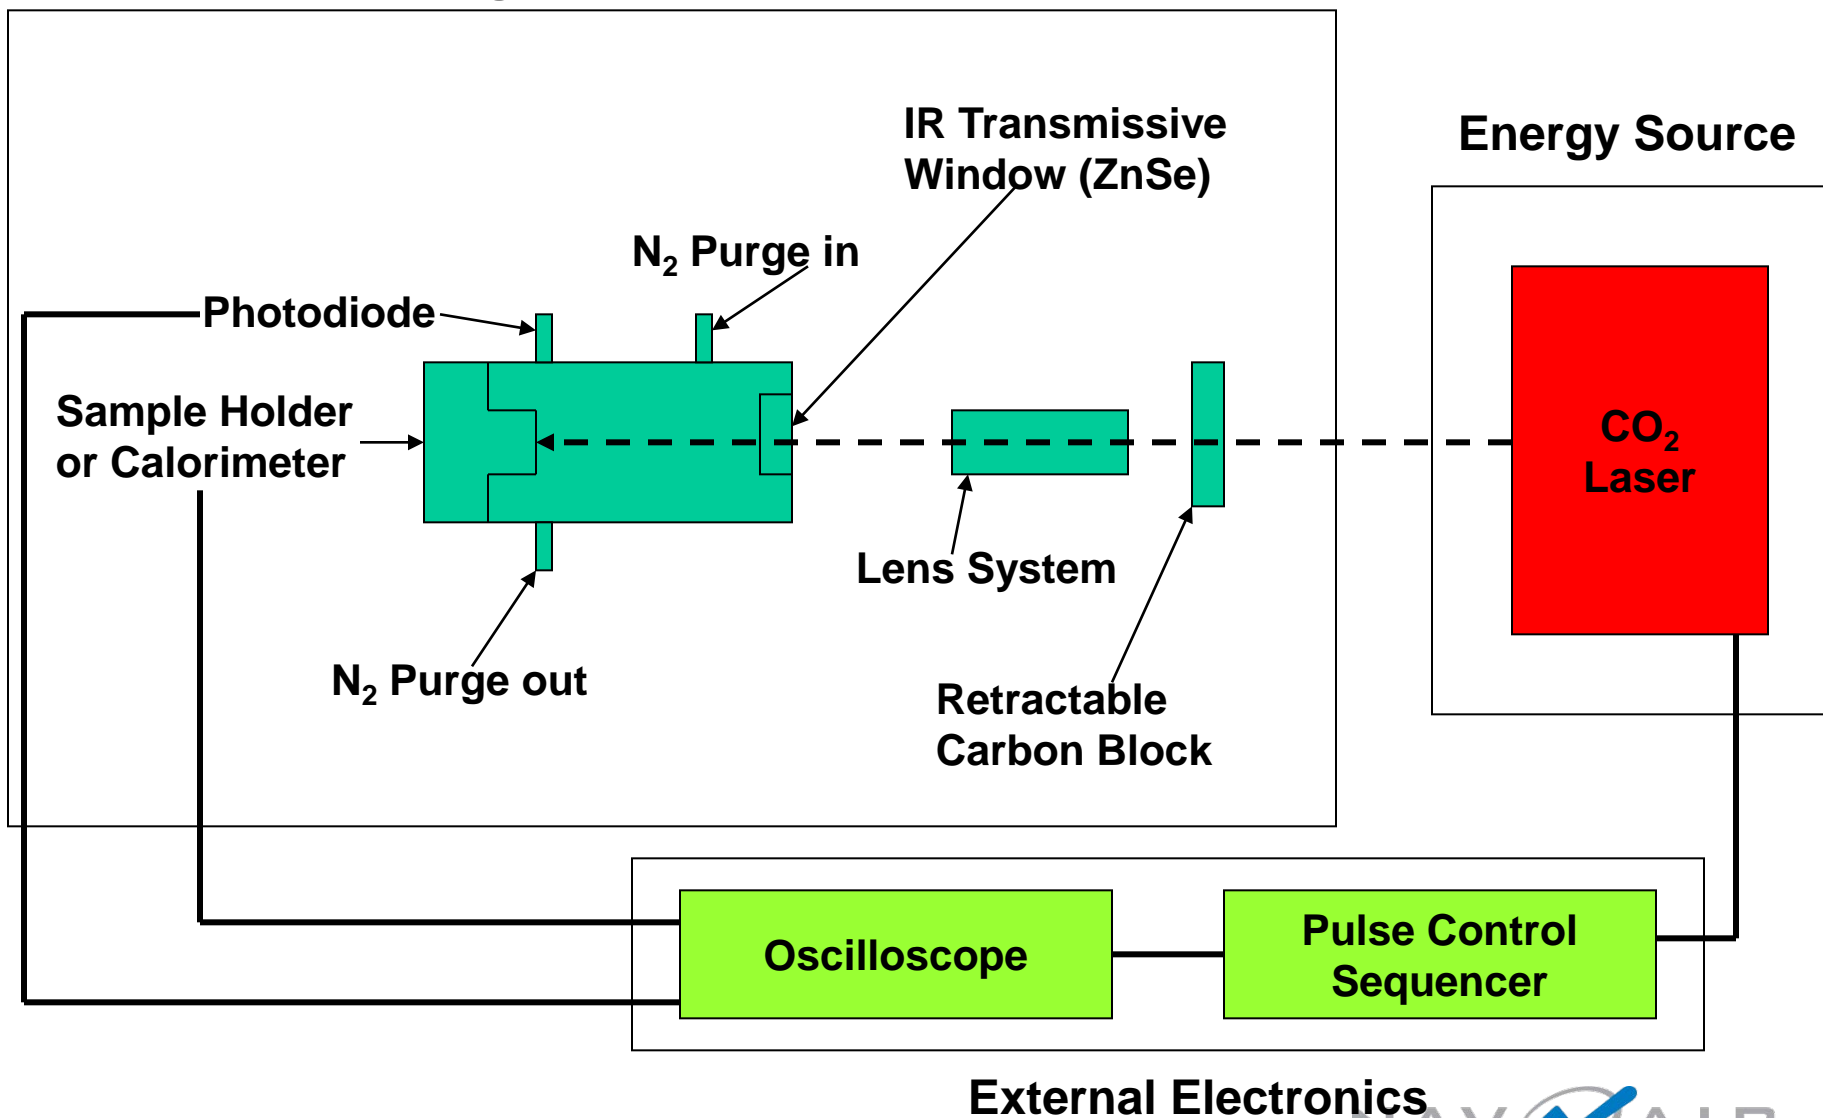 IR Transmissive
Window (ZnSe)
Energy Source
N₂ Purge in
Photodiode
Sample Holder
or Calorimeter
CO₂
Laser
Lens System
N₂ Purge out
Retractable
Carbon Block
Oscilloscope
Pulse Control
Sequencer
External Electronics